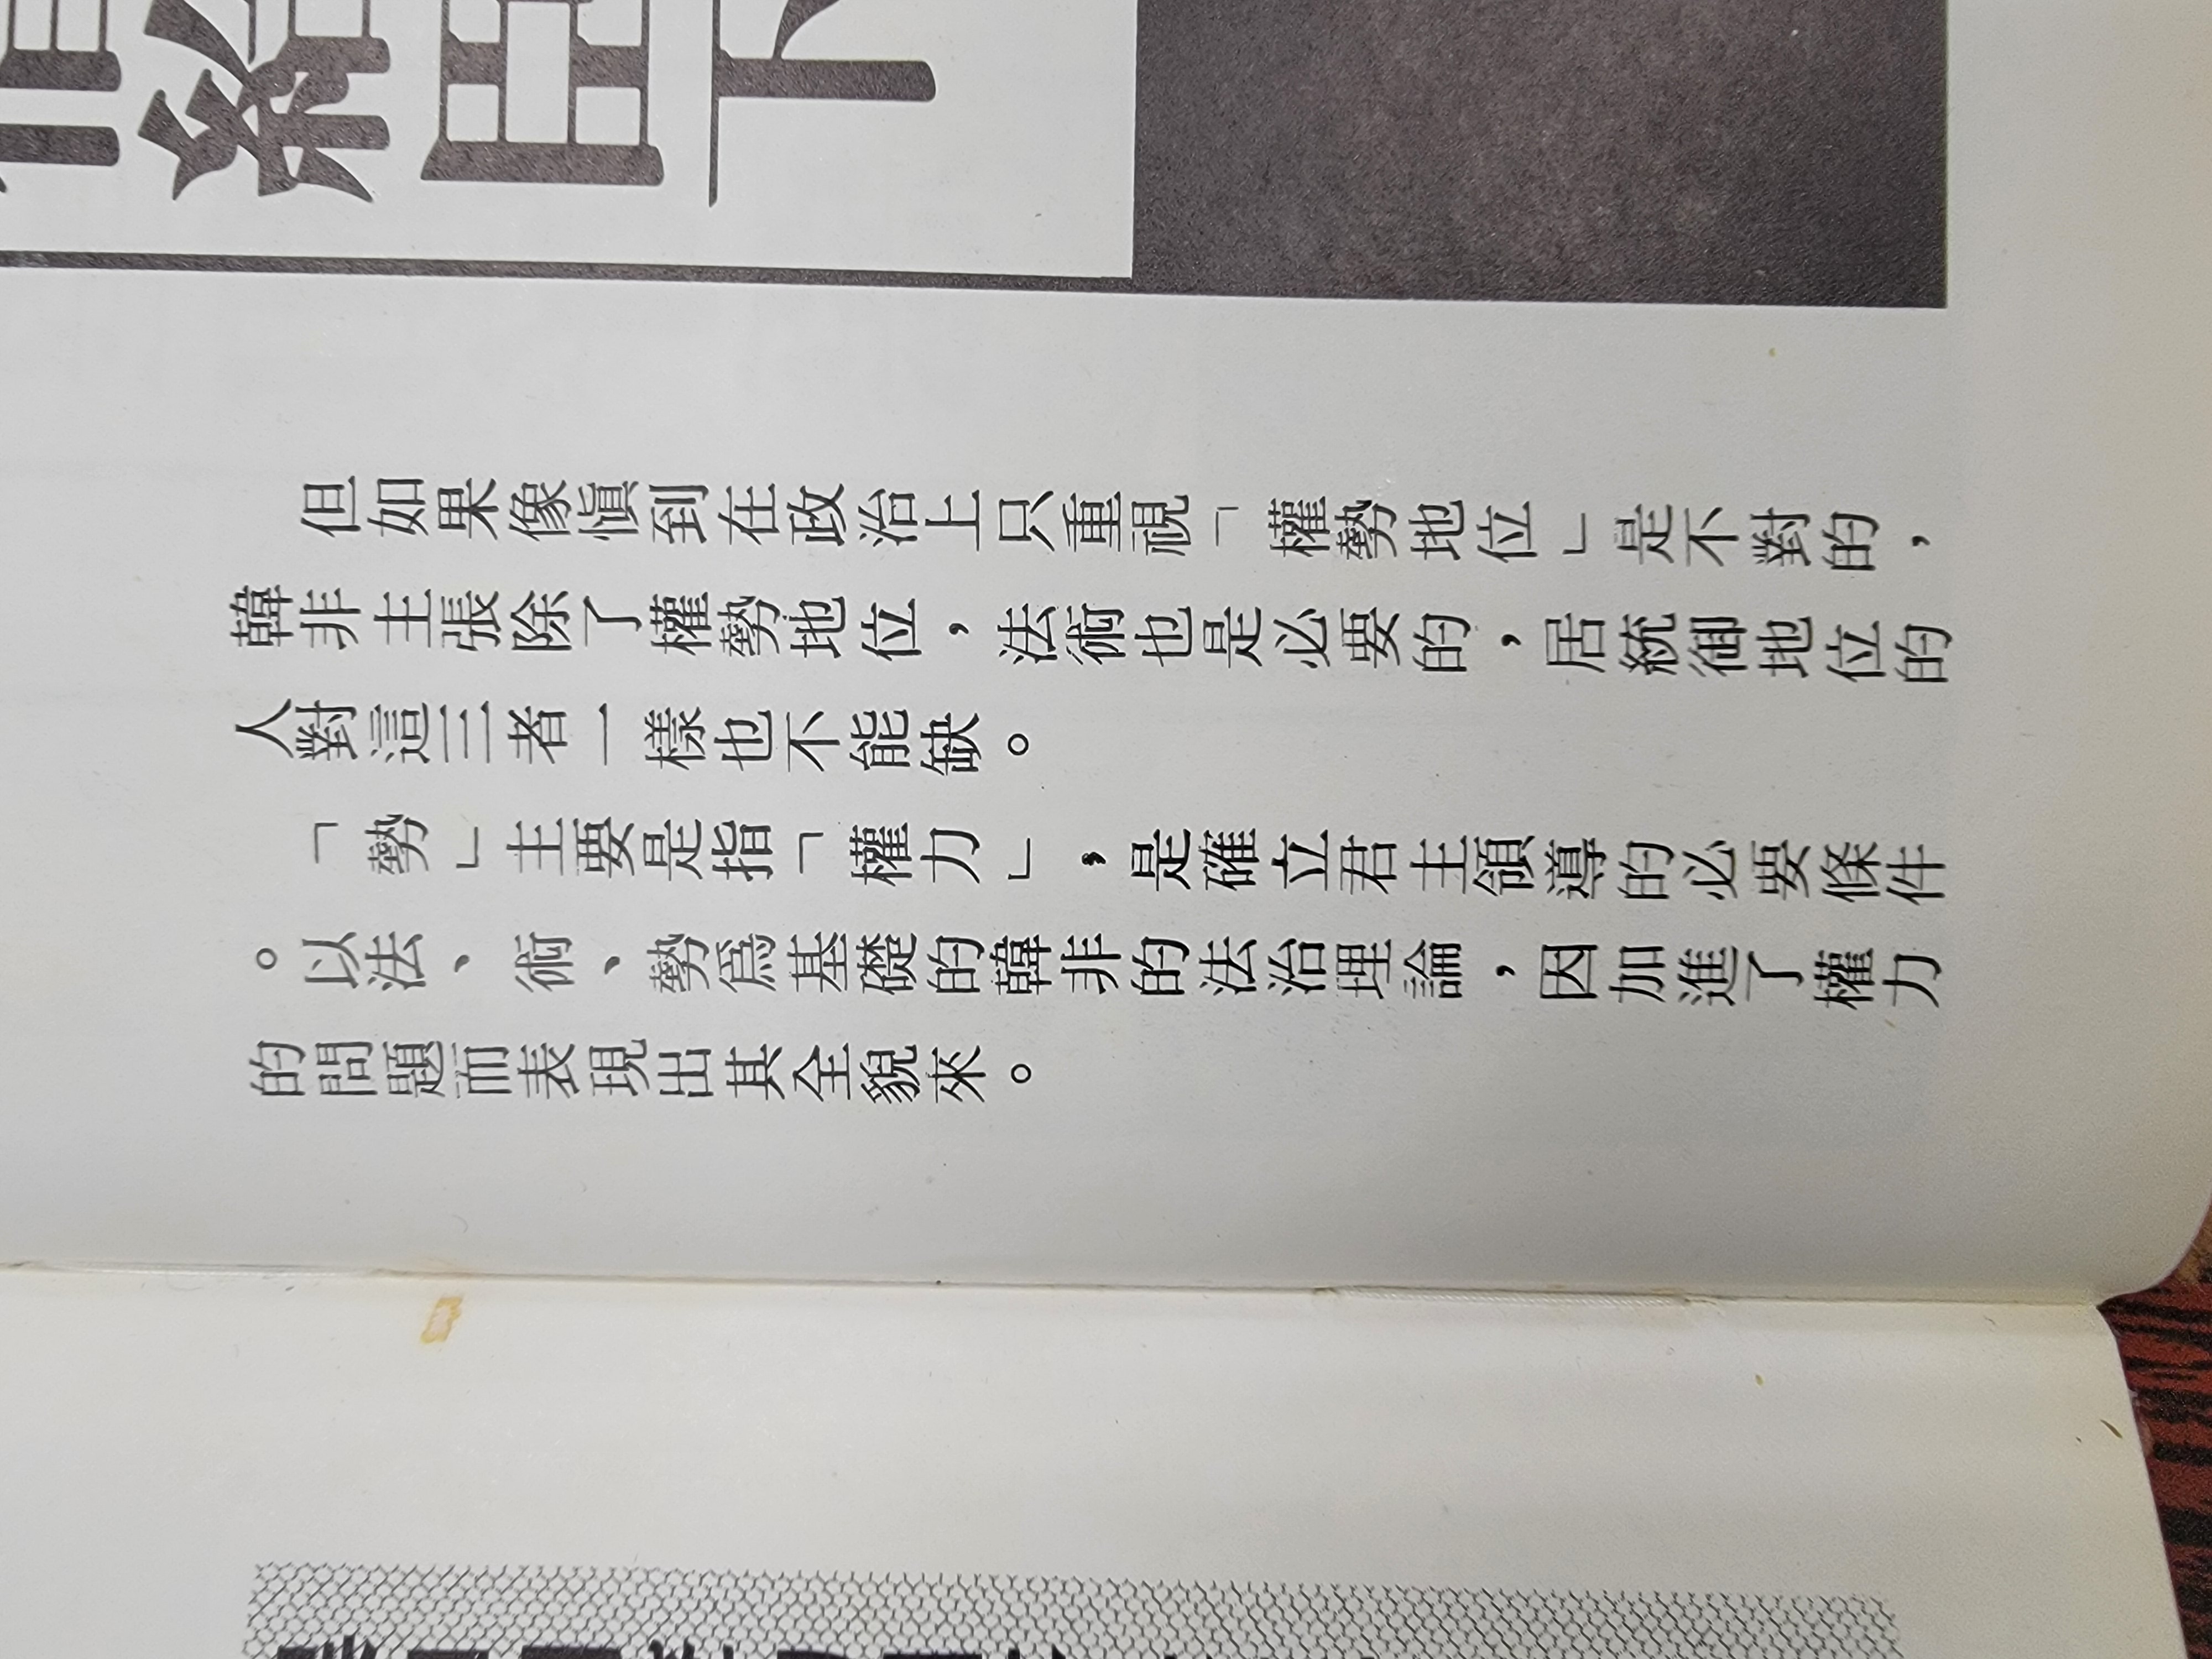 給臣下
但如果像愼到在政治上只重視「權勢地位」是不對的，
韓非主張除了權勢地位，法術也是必要的，居統御地位的
人對這三者一樣也不能缺。
「勢」主要是指「權力」，是確立君主領導的必要條件
。以法、術、勢爲基礎的韓非的法治理論，因加進了權力
的問題而表現出其全貌來。